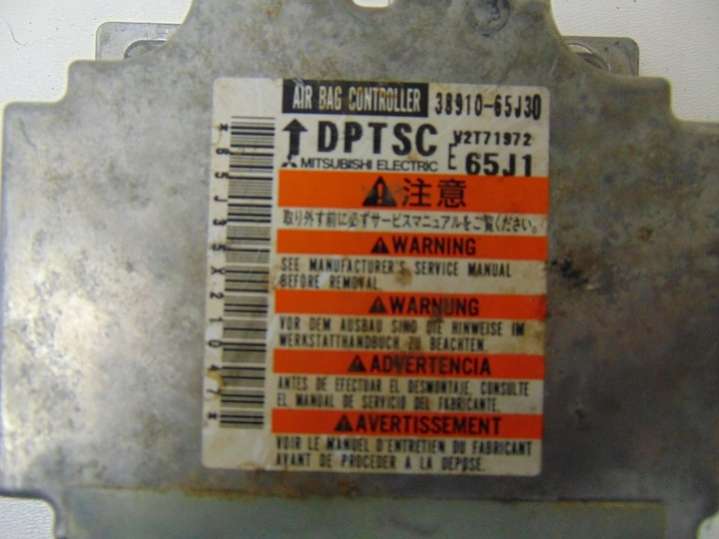 AIR BAG CONTROLLER 38910-65J30
DPTSC V2T71972
MITSUBISHI ELECTRIC E 65J1
注意
取り外す前に必ずサービスマニュアルをご覧ください。
WARNING
SEE MANUFACTURER'S SERVICE MANUAL
BEFORE REMOVAL
WARNUNG
VOR DEM AUSBAU SIND DIE HINWEISE IM
WERKSTATTHANDBUCH ZU BEACHTEN
ADVERTENCIA
ANTES DE EFECTUAR EL DESMONTAJE, CONSULTE
EL MANUAL DE SERVICIO DEL FABRICANTE.
AVERTISSEMENT
VOIR LE MANUEL D'ENTRETIEN DU FABRICANT
AVANT DE PROCEDER A LA DEPOSE.